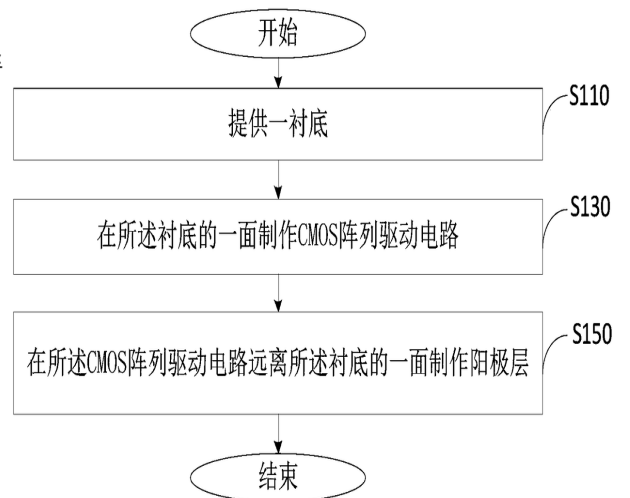 开始
提供一衬底
S110
在所述衬底的一面制作CMOS阵列驱动电路
S130
在所述CMOS阵列驱动电路远离所述衬底的一面制作阳极层
S150
结束